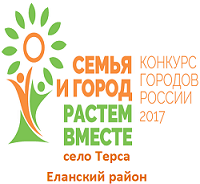 СЕМЬЯ
И ГОРОД
РАСТЕМ
ВМЕСТЕ
КОНКУРС
ГОРОДОВ
РОССИИ
2017
село Терса
Еланский район